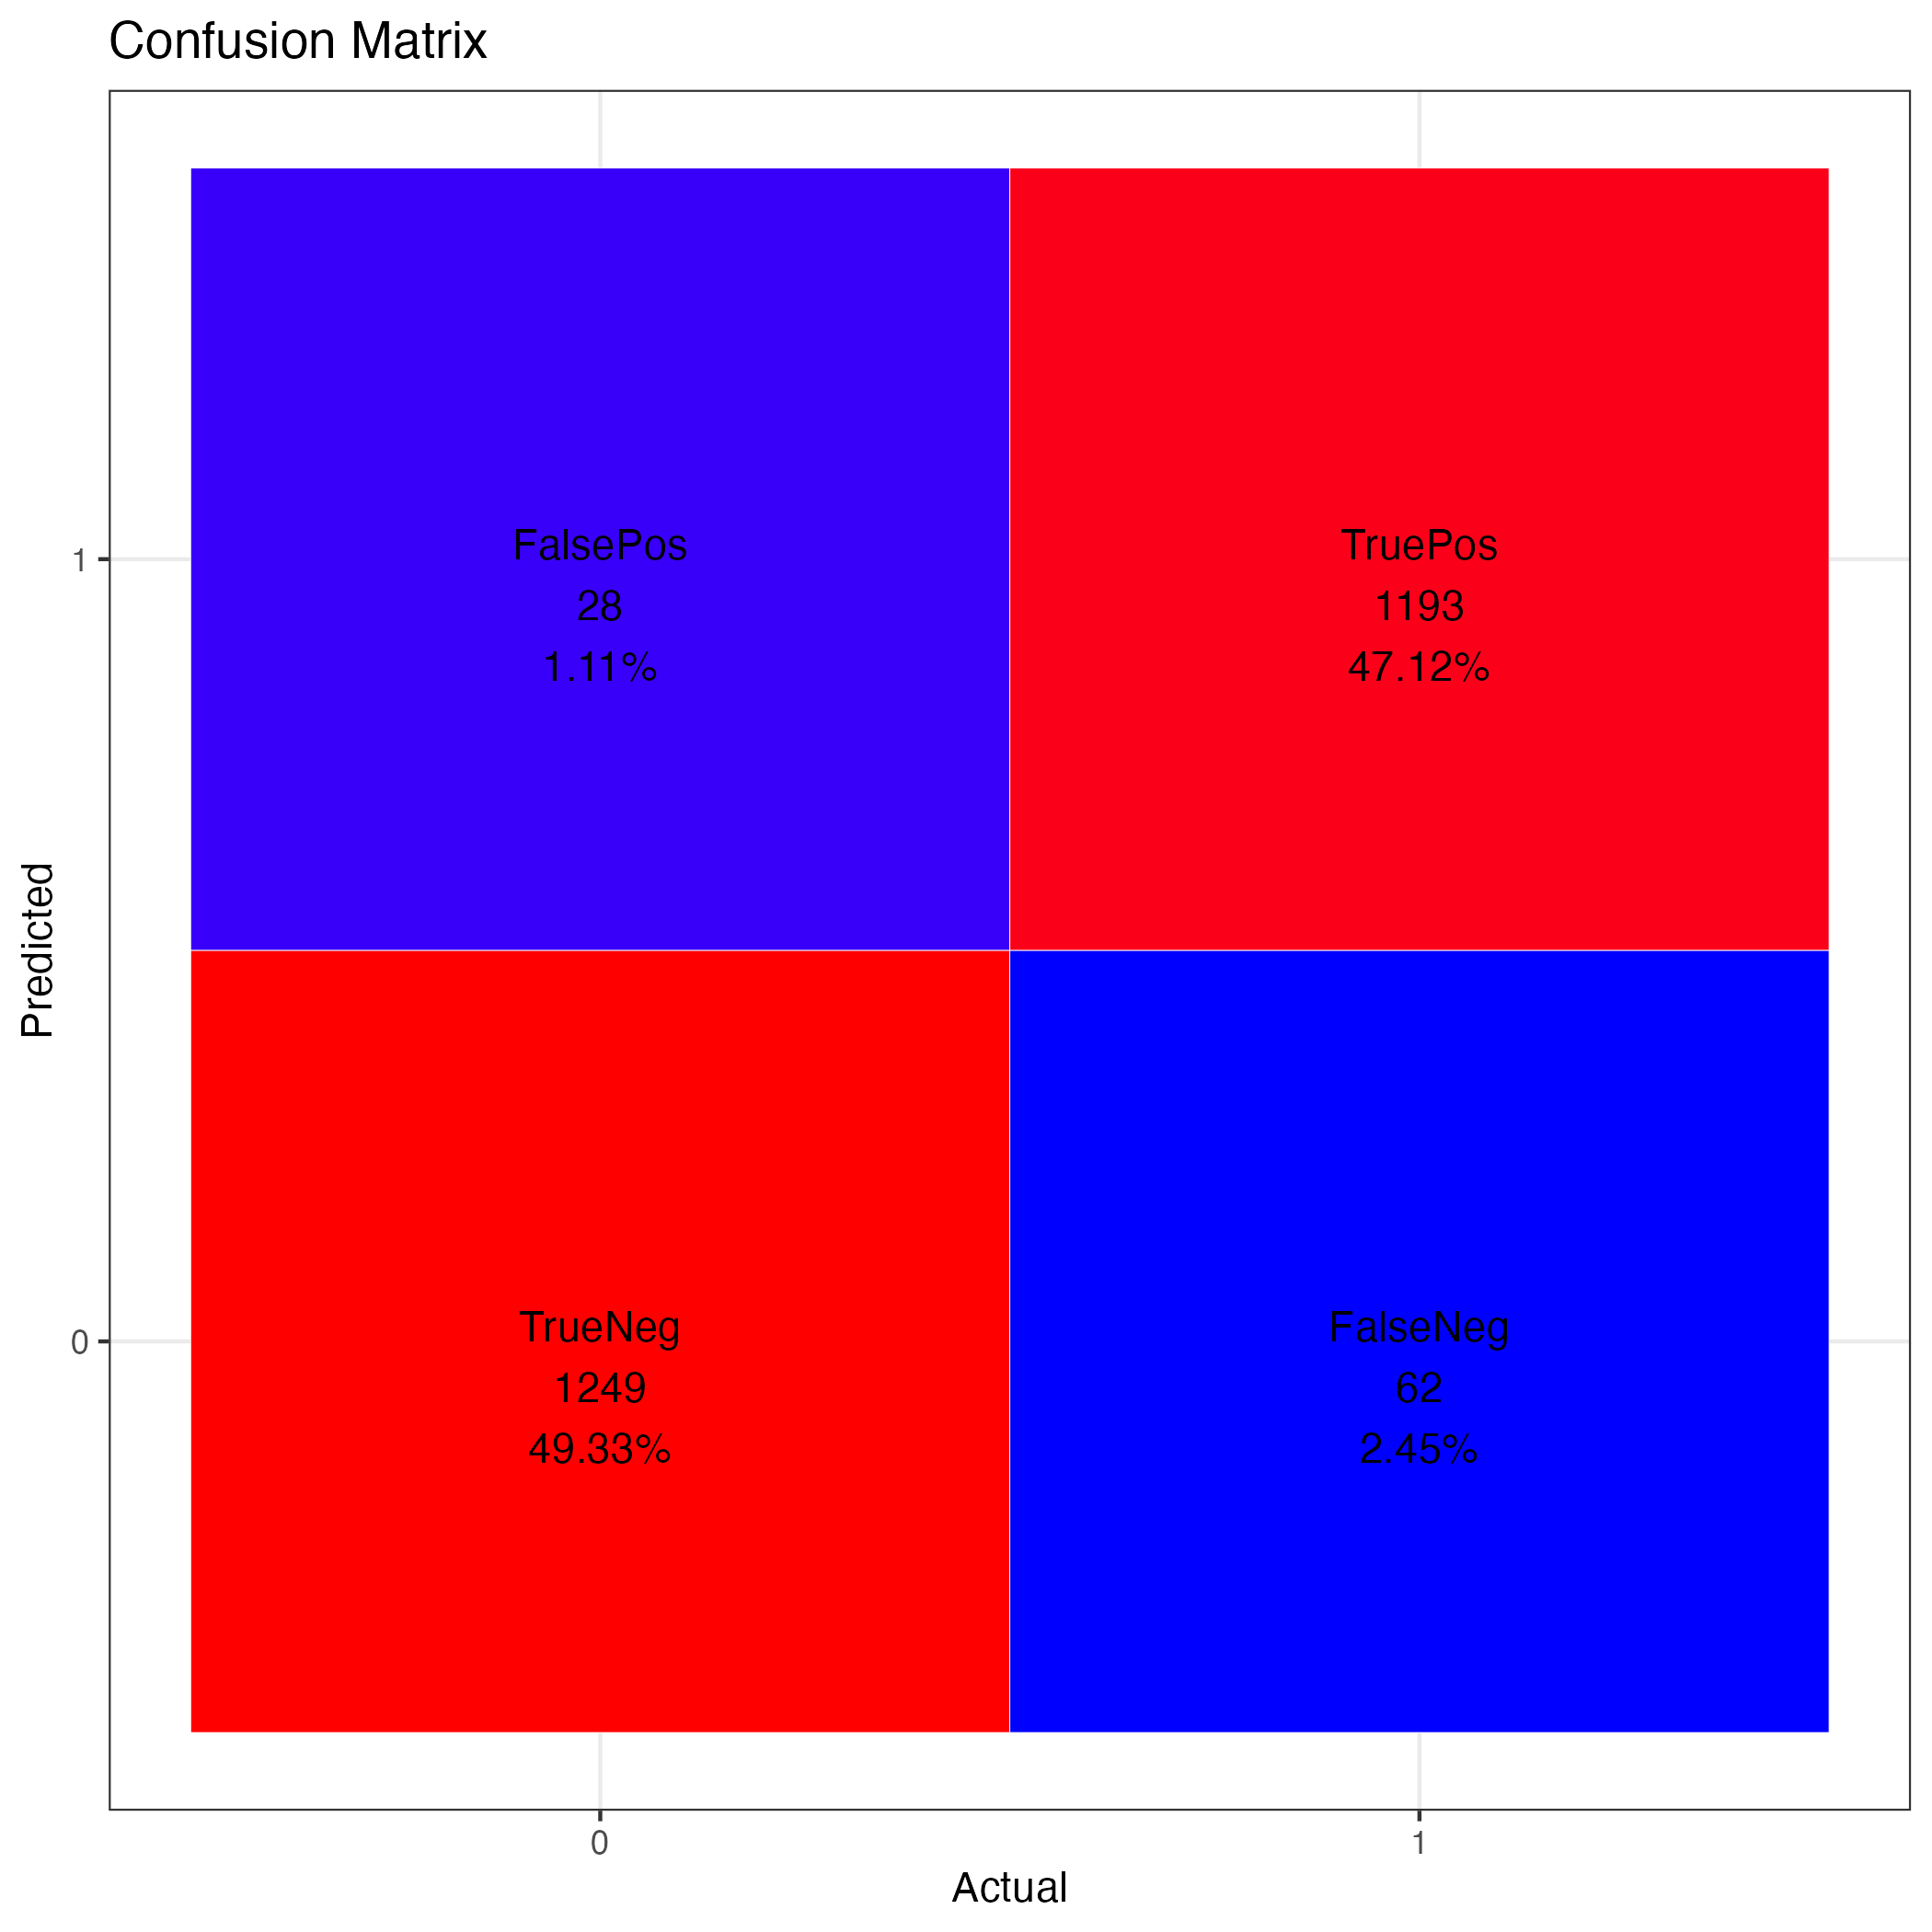 Confusion Matrix
FalsePos
28
1.11%
TruePos
1193
47.12%
1
Predicted
TrueNeg
1249
49.33%
FalseNeg
62
2.45%
0
0
1
Actual